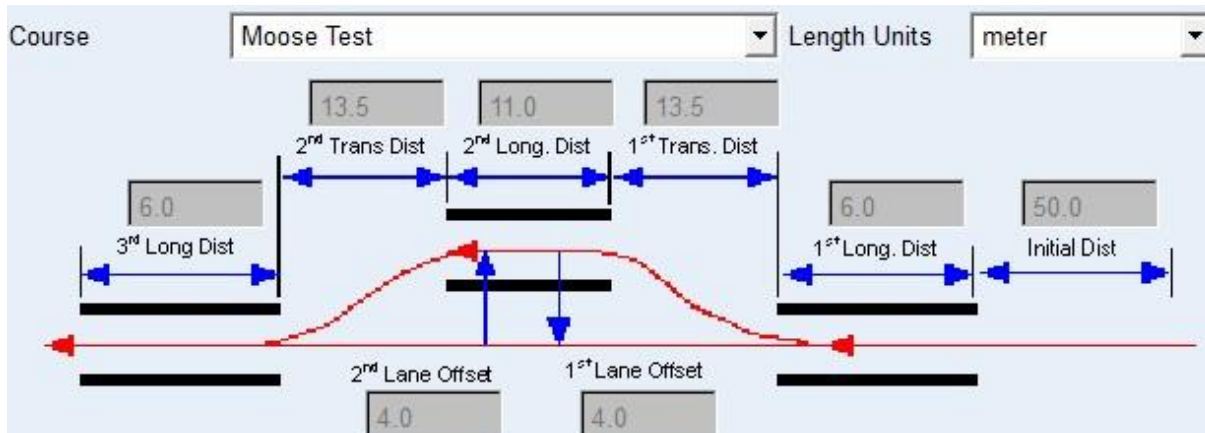 Course Moose Test Length Units meter
13.5 11.0 13.5
2nd Trans Dist 2nd Long. Dist 1st Trans. Dist
6.0 6.0 50.0
3rd Long Dist 1st Long. Dist Initial Dist
2nd Lane Offset 1st Lane Offset
4.0 4.0